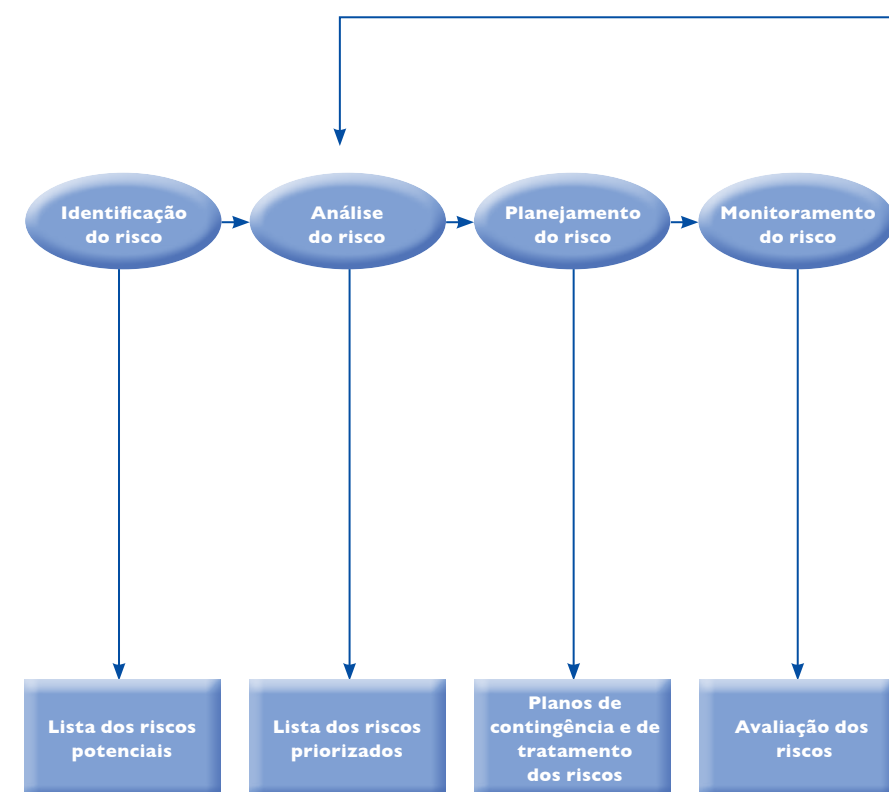 Identificação
do risco
Análise
do risco
Planejamento
do risco
Monitoramento
do risco
Lista dos riscos
potenciais
Lista dos riscos
priorizados
Planos de
contingência e de
tratamento
dos riscos
Avaliação dos
riscos